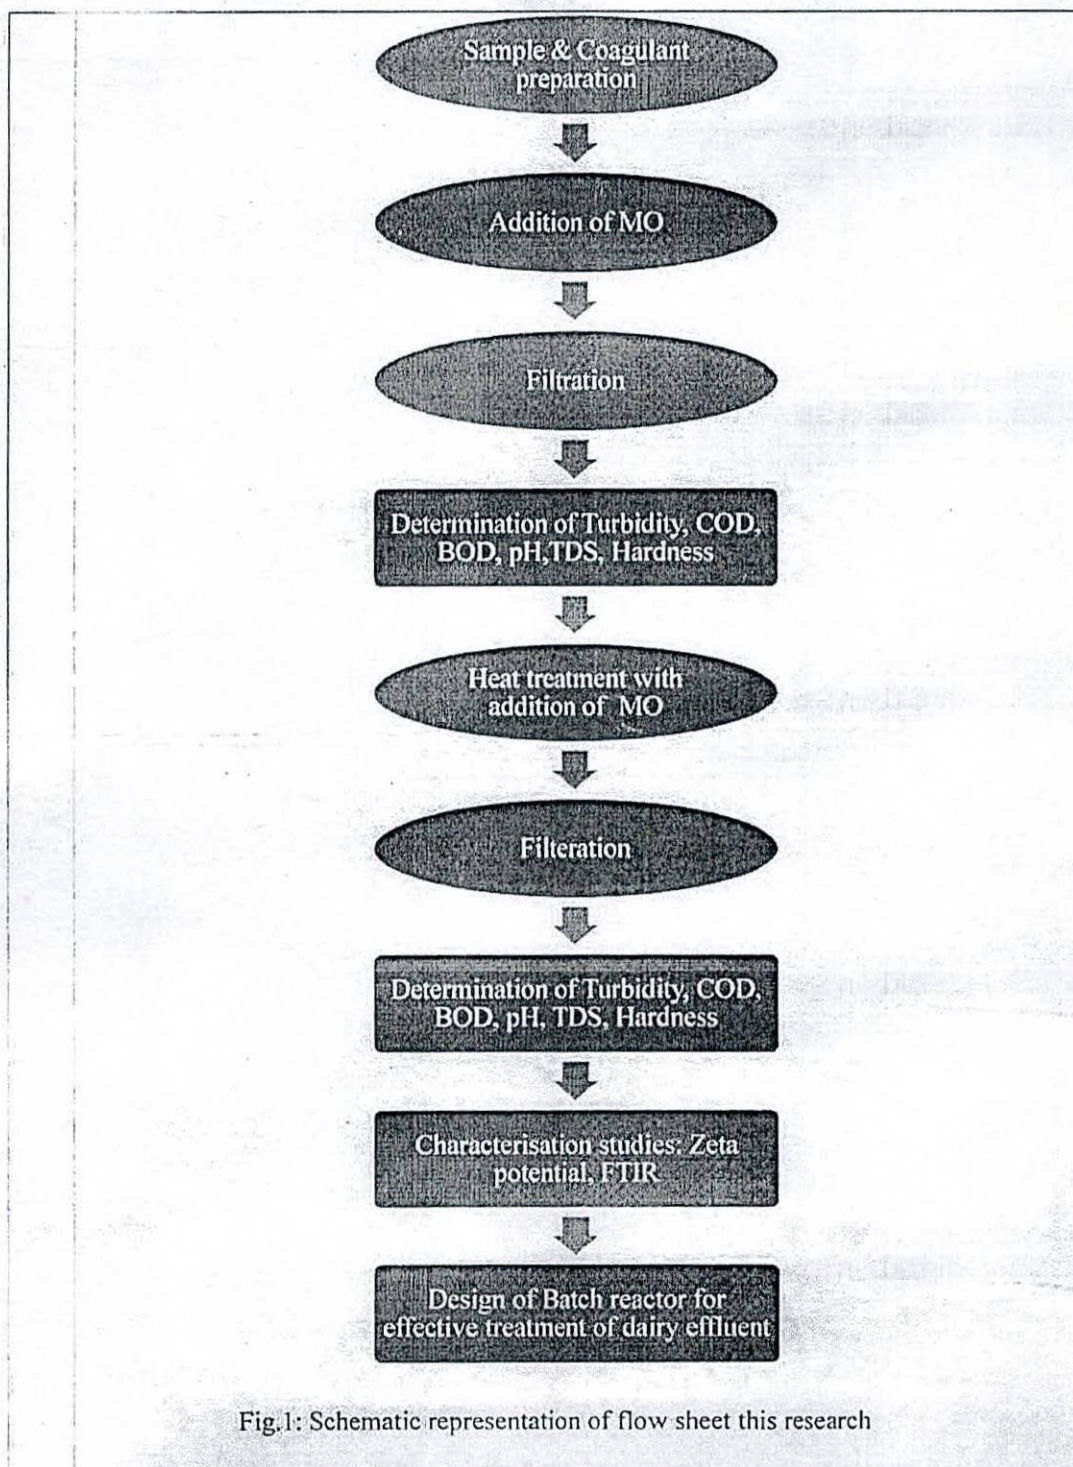 Sample & Coagulant
preparation
Addition of MO
Filtration
Determination of Turbidity, COD,
BOD, pH,TDS, Hardness
Heat treatment with
addition of MO
Filteration
Determination of Turbidity, COD,
BOD, pH, TDS, Hardness
Characterisation studies: Zeta
potential, FTIR
Design of Batch reactor for
effective treatment of dairy effluent
Fig.1: Schematic representation of flow sheet this research